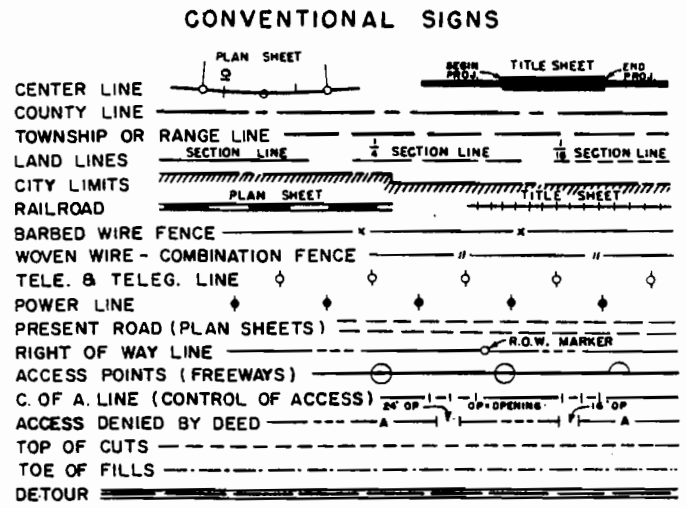 CONVENTIONAL SIGNS
PLAN SHEET
BEGIN PROJ.
TITLE SHEET
END PROJ.
10
CENTER LINE
COUNTY LINE
TOWNSHIP OR RANGE LINE
LAND LINES SECTION LINE 1/4 SECTION LINE 1/16 SECTION LINE
CITY LIMITS
PLAN SHEET TITLE SHEET
RAILROAD
BARBED WIRE FENCE x x
WOVEN WIRE - COMBINATION FENCE
TELE. & TELEG. LINE
POWER LINE
PRESENT ROAD (PLAN SHEETS)
RIGHT OF WAY LINE R.O.W. MARKER
ACCESS POINTS (FREEWAYS)
C. OF A. LINE (CONTROL OF ACCESS) 24' OP OP=OPENING 16' OP
ACCESS DENIED BY DEED A A
TOP OF CUTS
TOE OF FILLS
DETOUR